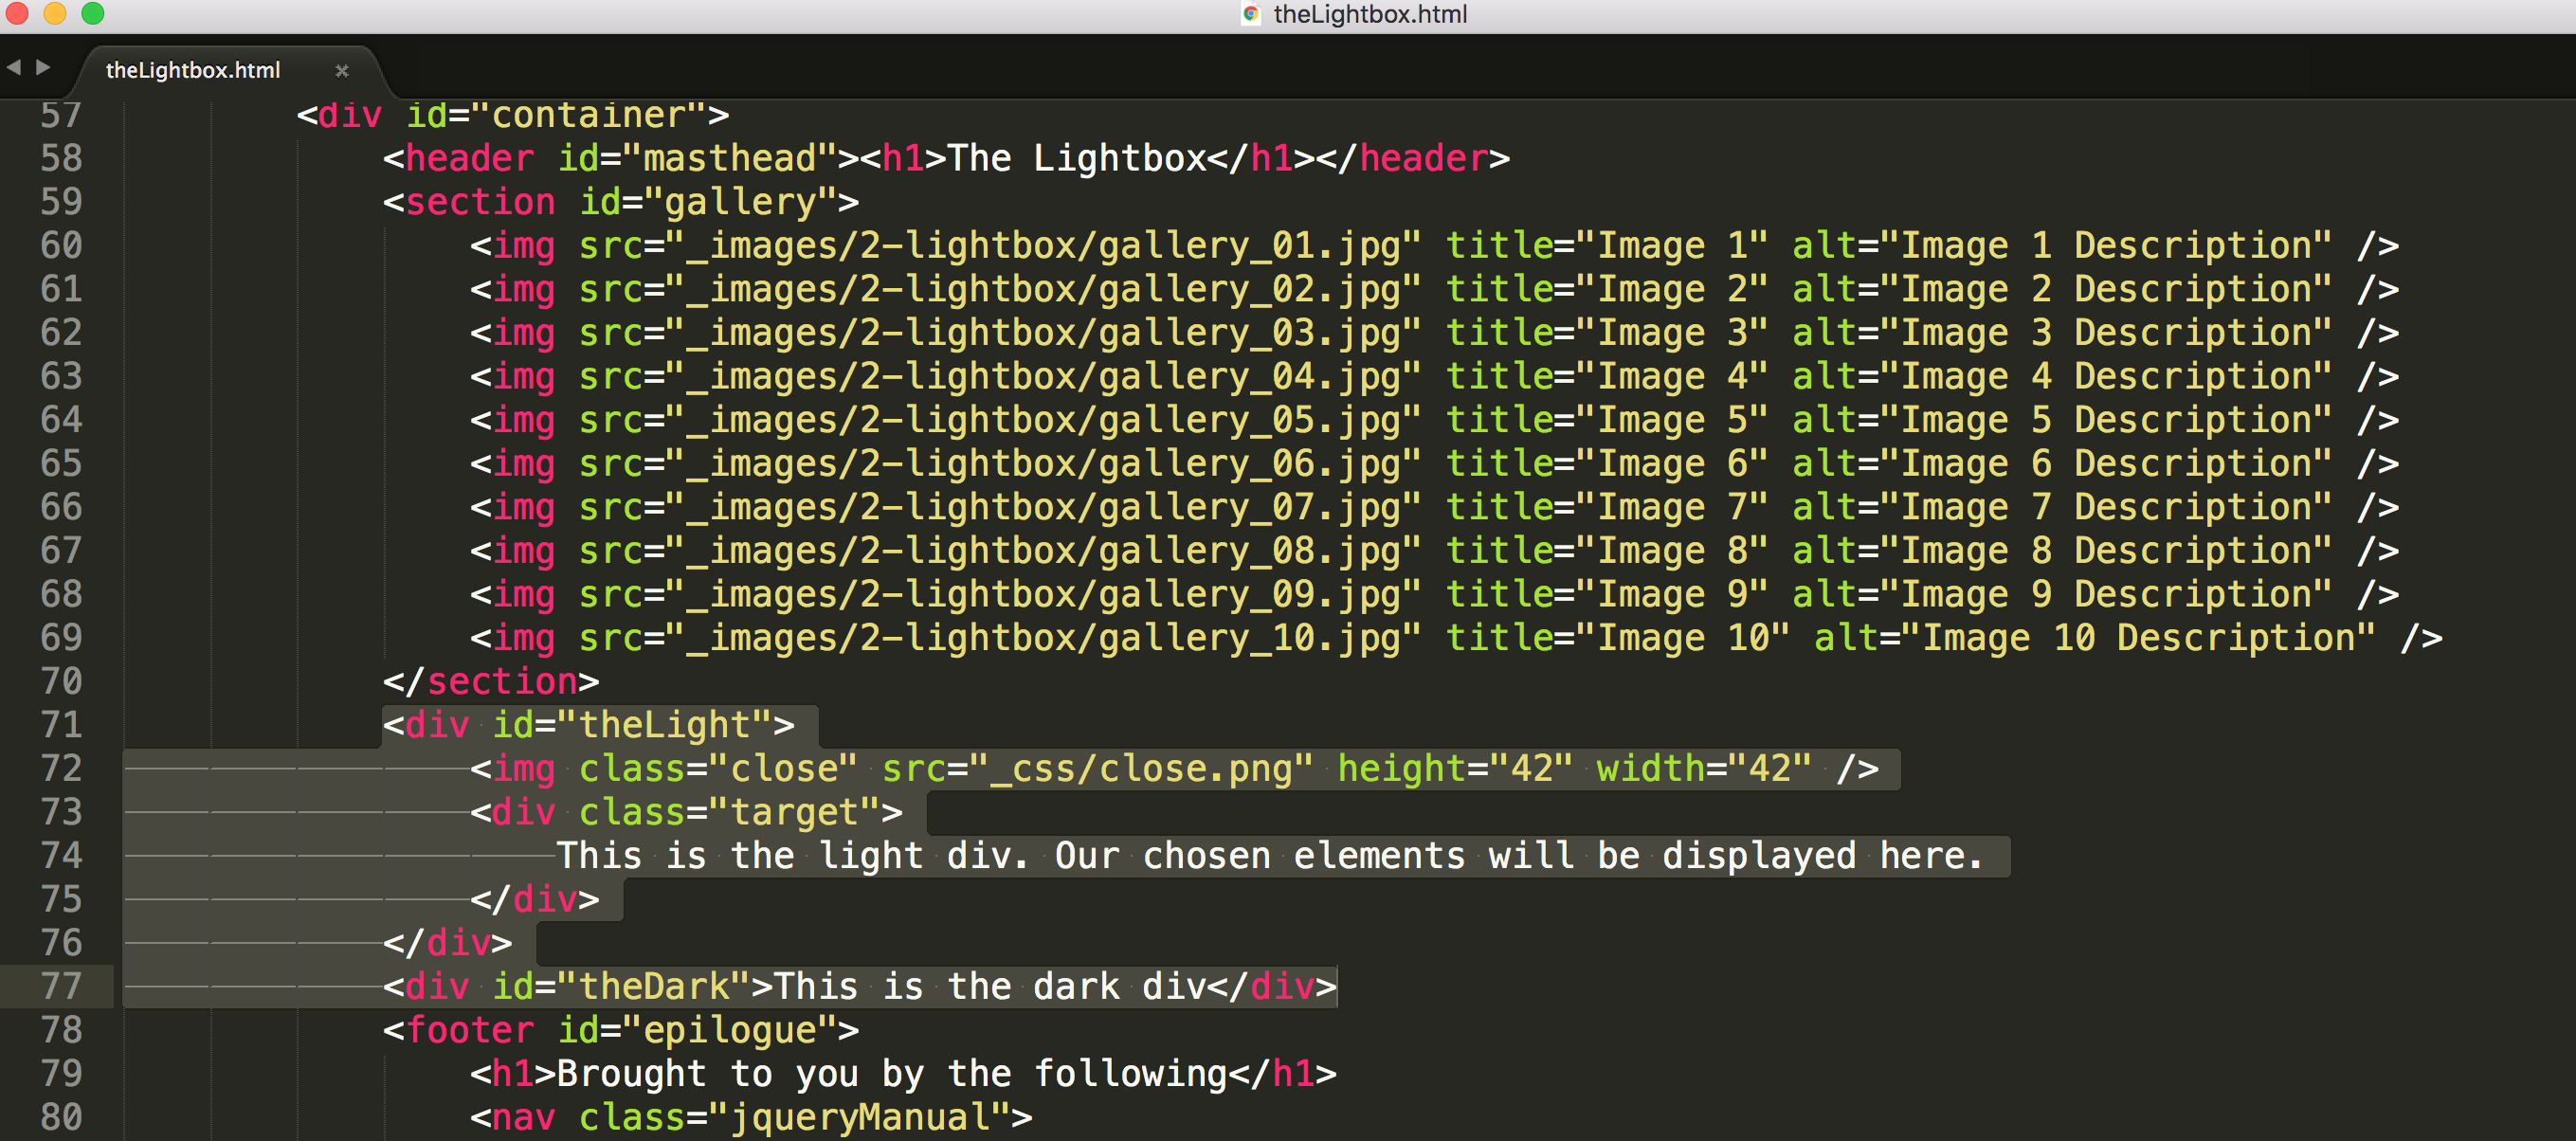 theLightbox.html
theLightbox.html ×
57 <div id="container">
58 <header id="masthead"><h1>The Lightbox</h1></header>
59 <section id="gallery">
60 <img src="_images/2-lightbox/gallery_01.jpg" title="Image 1" alt="Image 1 Description" />
61 <img src="_images/2-lightbox/gallery_02.jpg" title="Image 2" alt="Image 2 Description" />
62 <img src="_images/2-lightbox/gallery_03.jpg" title="Image 3" alt="Image 3 Description" />
63 <img src="_images/2-lightbox/gallery_04.jpg" title="Image 4" alt="Image 4 Description" />
64 <img src="_images/2-lightbox/gallery_05.jpg" title="Image 5" alt="Image 5 Description" />
65 <img src="_images/2-lightbox/gallery_06.jpg" title="Image 6" alt="Image 6 Description" />
66 <img src="_images/2-lightbox/gallery_07.jpg" title="Image 7" alt="Image 7 Description" />
67 <img src="_images/2-lightbox/gallery_08.jpg" title="Image 8" alt="Image 8 Description" />
68 <img src="_images/2-lightbox/gallery_09.jpg" title="Image 9" alt="Image 9 Description" />
69 <img src="_images/2-lightbox/gallery_10.jpg" title="Image 10" alt="Image 10 Description" />
70 </section>
71 <div id="theLight">
72 <img class="close" src="_css/close.png" height="42" width="42" />
73 <div class="target">
74 This is the light div. Our chosen elements will be displayed here.
75 </div>
76 </div>
77 <div id="theDark">This is the dark div</div>
78 <footer id="epilogue">
79 <h1>Brought to you by the following</h1>
80 <nav class="jqueryManual">